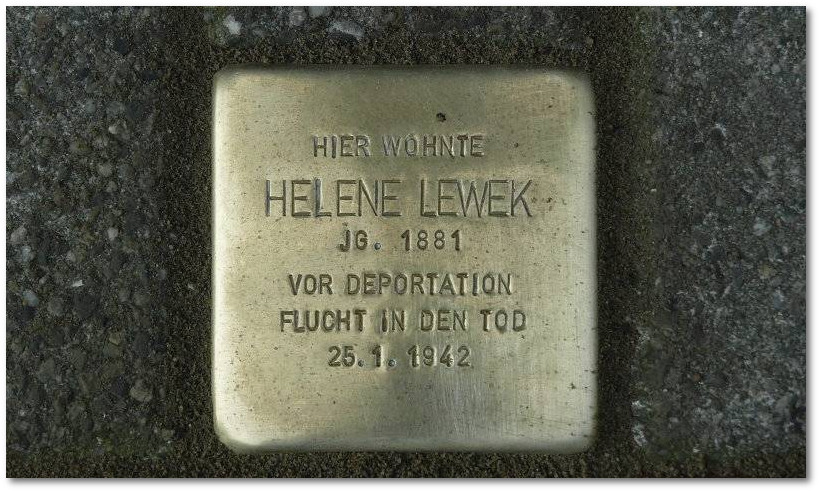 HIER WOHNTE
HELENE LEWEK
JG. 1881
VOR DEPORTATION
FLUCHT IN DEN TOD
25.1.1942